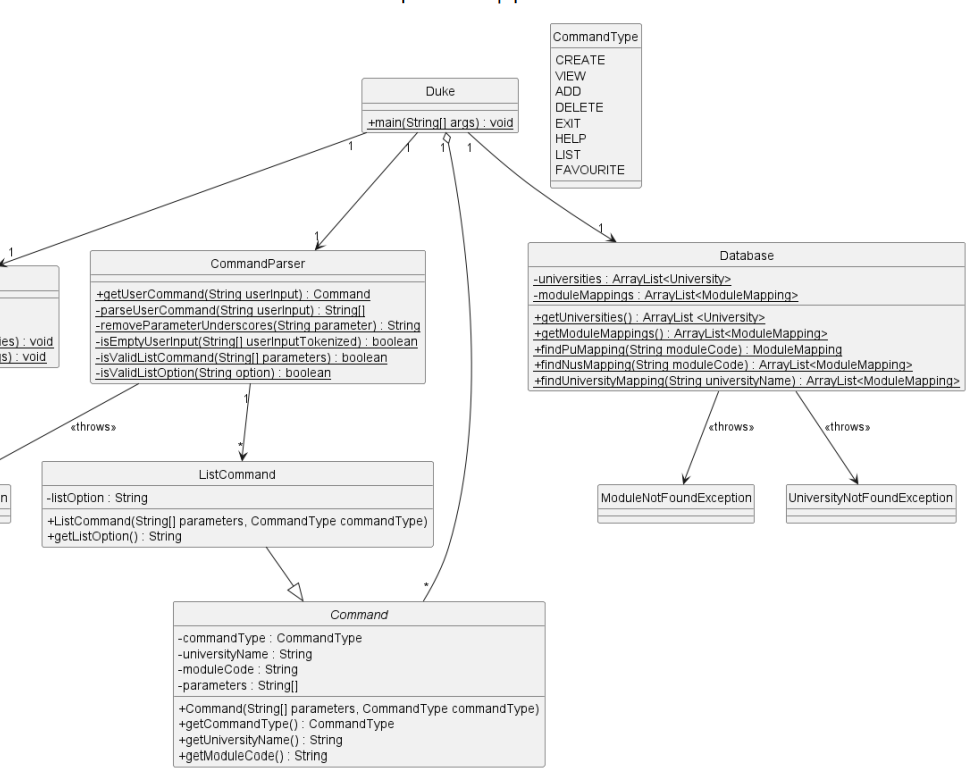 CommandType
CREATE
VIEW
ADD
DELETE
EXIT
HELP
LIST
FAVOURITE
Duke
+main(String[] args) : void
1
1
1
1
1
1
1
CommandParser
+getUserCommand(String userInput) : Command
-parseUserCommand(String userInput) : String[]
-removeParameterUnderscores(String parameter) : String
-isEmptyUserInput(String[] userInputTokenized) : boolean
-isValidListCommand(String[] parameters) : boolean
-isValidListOption(String option) : boolean
Database
-universities : ArrayList<University>
-moduleMappings : ArrayList<ModuleMapping>
+getUniversities() : ArrayList <University>
+getModuleMappings() : ArrayList<ModuleMapping>
+findPuMapping(String moduleCode) : ModuleMapping
+findNusMapping(String moduleCode) : ArrayList<ModuleMapping>
+findUniversityMapping(String universityName) : ArrayList<ModuleMapping>
ies) : void
gs) : void
«throws»
1
*
«throws»
«throws»
n
ListCommand
-listOption : String
+ListCommand(String[] parameters, CommandType commandType)
+getListOption() : String
ModuleNotFoundException
UniversityNotFoundException
*
Command
-commandType : CommandType
-universityName : String
-moduleCode : String
-parameters : String[]
+Command(String[] parameters, CommandType commandType)
+getCommandType() : CommandType
+getUniversityName() : String
+getModuleCode() : String